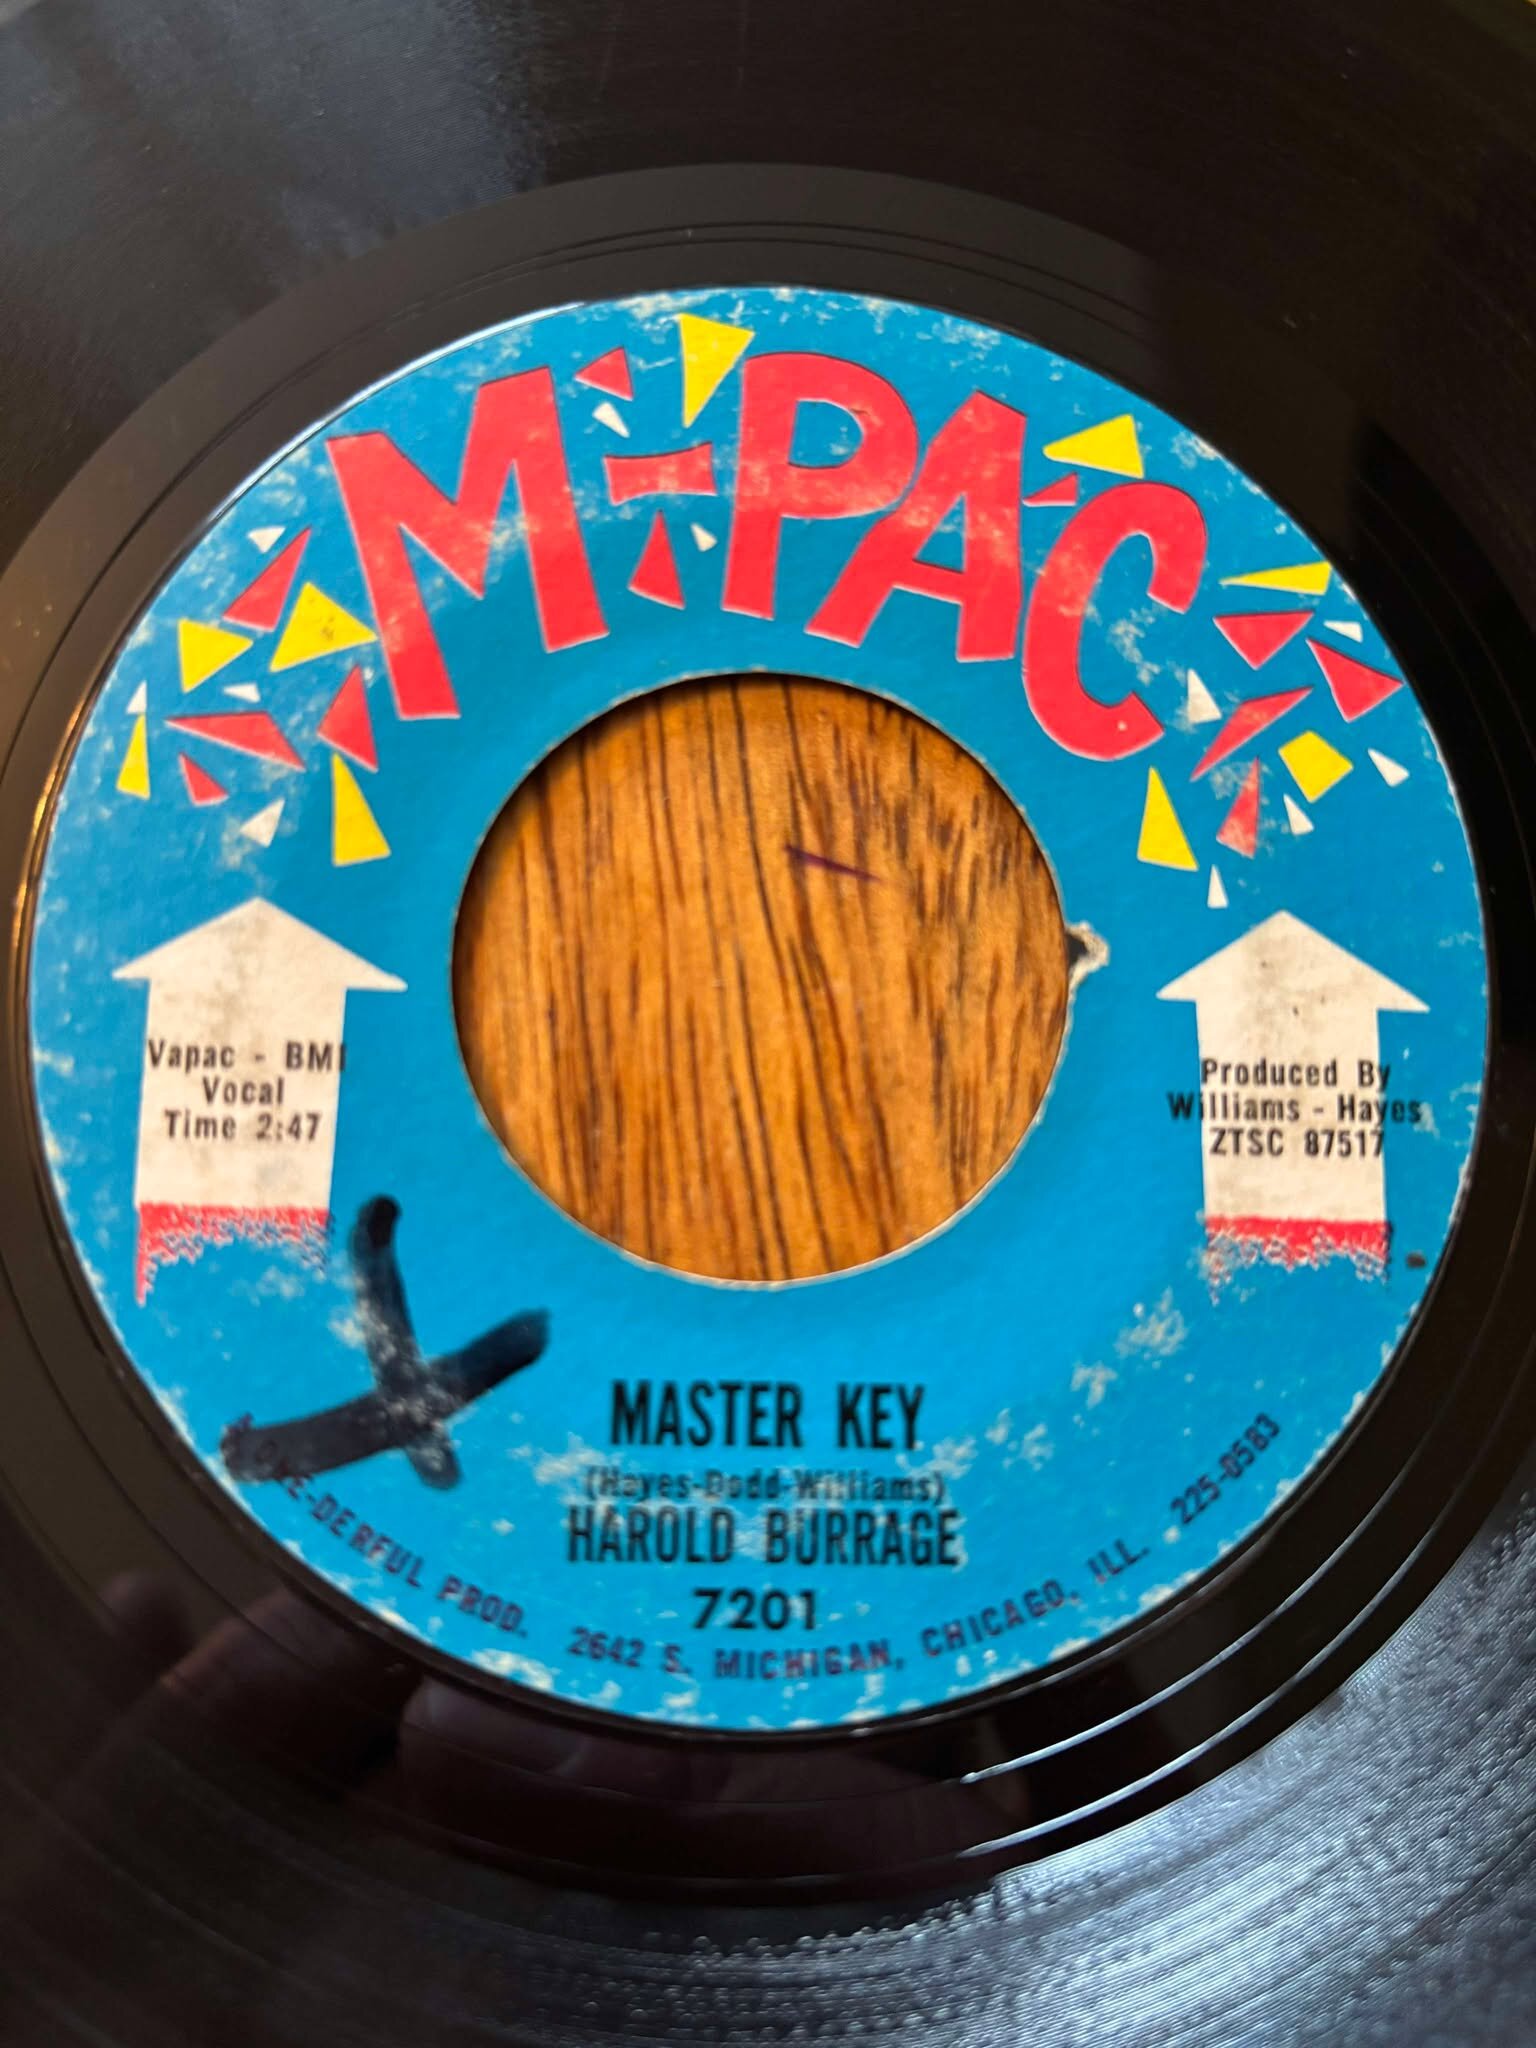 M-PAC
Vapac - BMI
Vocal
Time 2:47
Produced By
Williams - Hayes
ZTSC 87517
MASTER KEY
(Hayes-Dodd-Williams)
HAROLD BURRAGE
7201
ONE-DERFUL PROD. 2642 S. MICHIGAN, CHICAGO, ILL. 225-0583